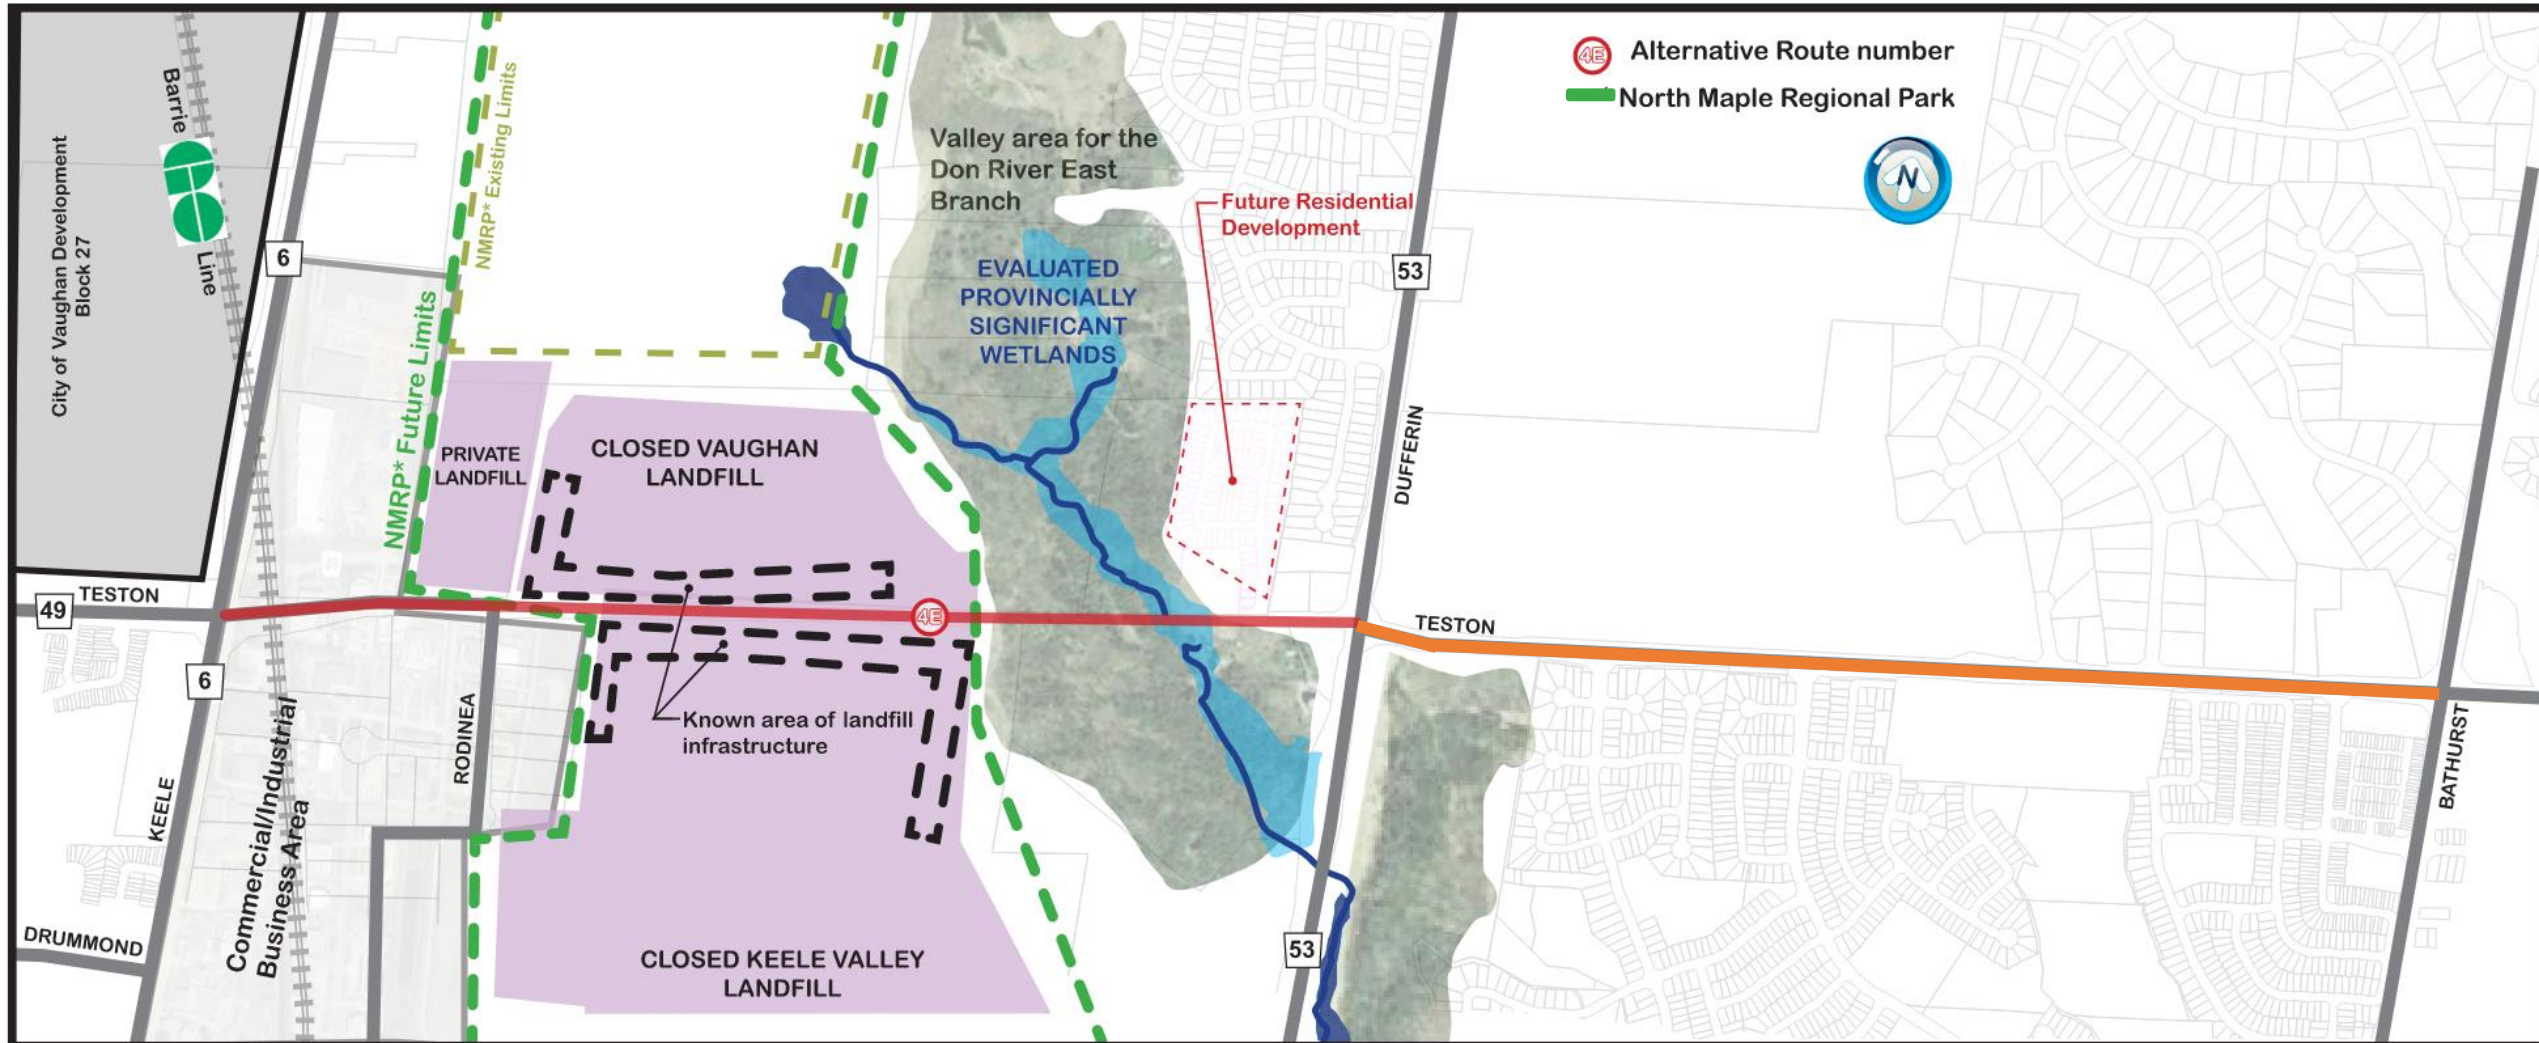 4E Alternative Route number
North Maple Regional Park
N
Barrie
Line
City of Vaughan Development
Block 27
6
NMRP* Existing Limits
NMRP* Future Limits
Valley area for the
Don River East
Branch
EVALUATED
PROVINCIALLY
SIGNIFICANT
WETLANDS
Future Residential
Development
53
DUFFERIN
PRIVATE
LANDFILL
CLOSED VAUGHAN
LANDFILL
TESTON
49
4E
TESTON
6
Known area of landfill
infrastructure
RODINEA
KEELE
Commercial/Industrial
Business Area
BATHURST
DRUMMOND
CLOSED KEELE VALLEY
LANDFILL
53